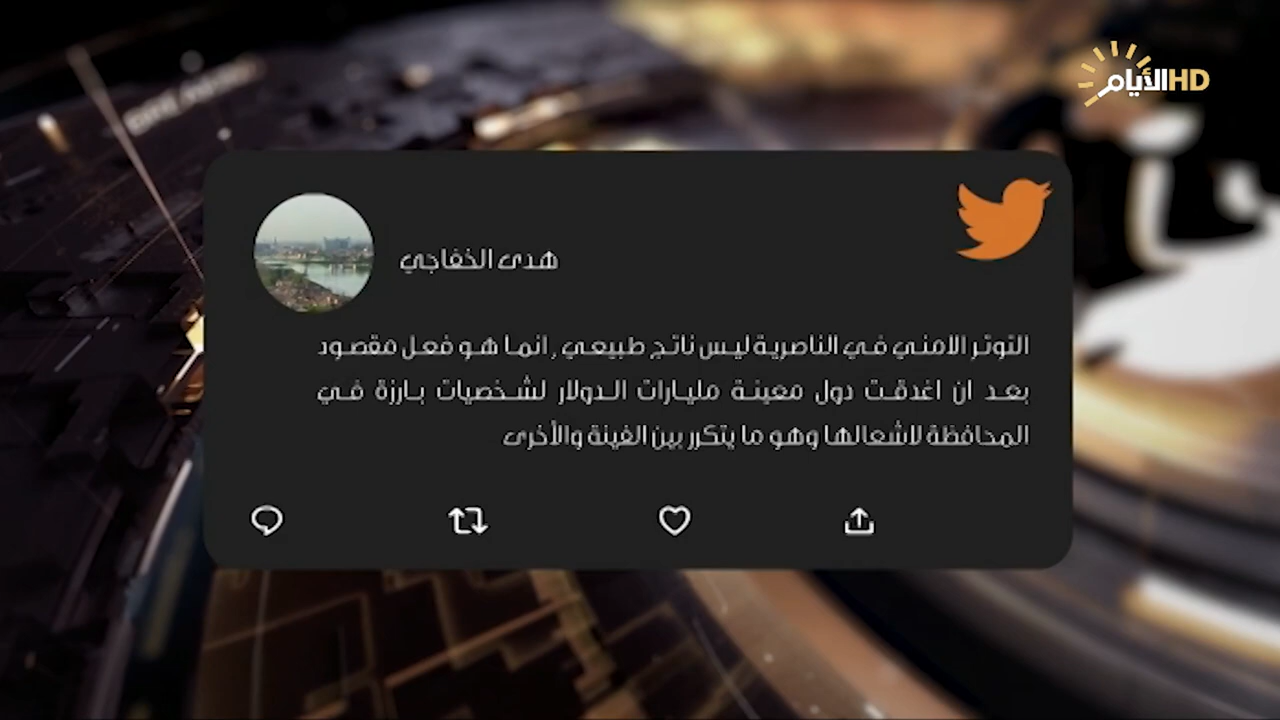 الأيام HD
هدى الخفاجي
التوتر الامني في الناصرية ليس ناتج طبيعي , انما هو فعل مقصود
بعد ان اغدقت دول معينة مليارات الدولار لشخصيات بارزة في
المحافظة لاشعالها وهو ما يتكرر بين الفينة والأخرى